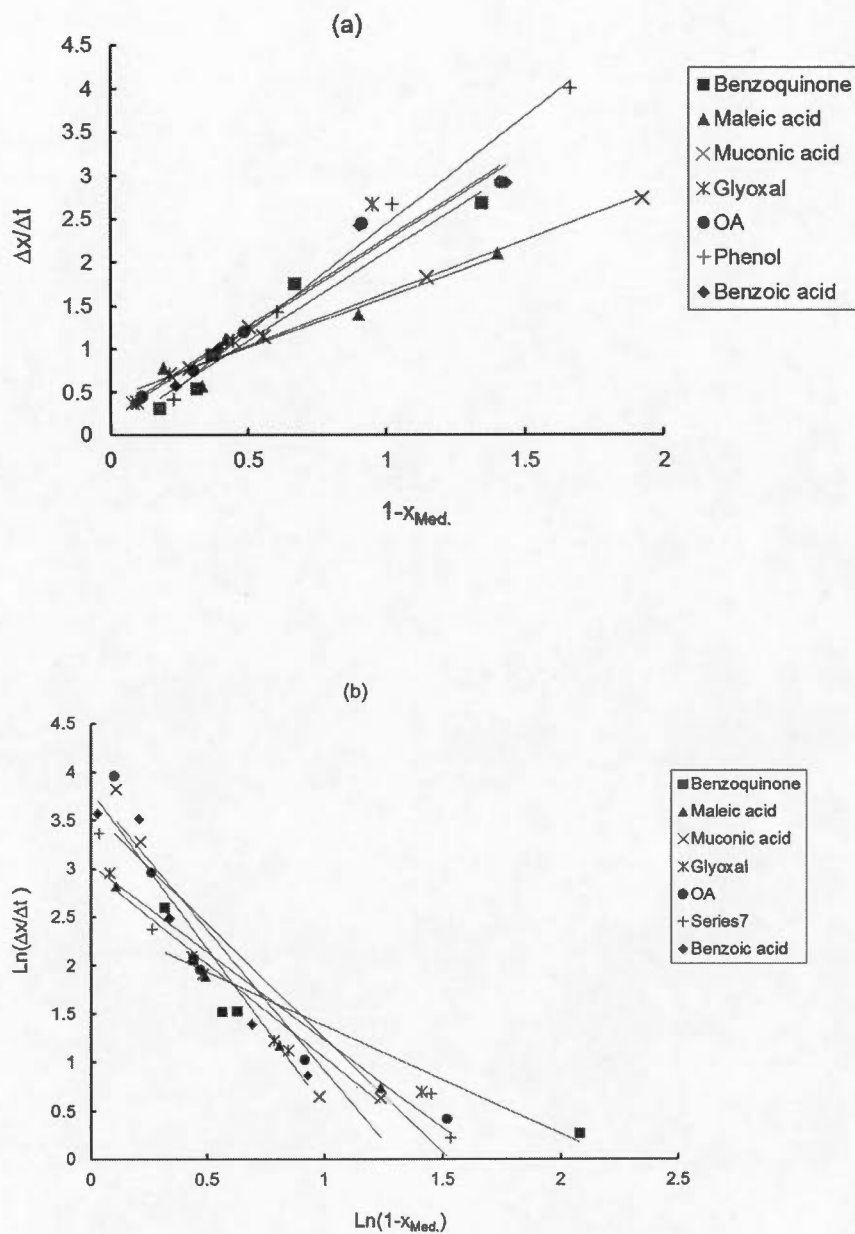 (a)
Δx/Δt
4.5
4
3.5
3
2.5
2
1.5
1
0.5
0
0
0.5
1
1.5
2
1-xMed.
Benzoquinone
Maleic acid
Muconic acid
Glyoxal
OA
Phenol
Benzoic acid
(b)
Ln(Δx/Δt)
4.5
4
3.5
3
2.5
2
1.5
1
0.5
0
0
0.5
1
1.5
2
2.5
Ln(1-xMed.)
Benzoquinone
Maleic acid
Muconic acid
Glyoxal
OA
Series7
Benzoic acid